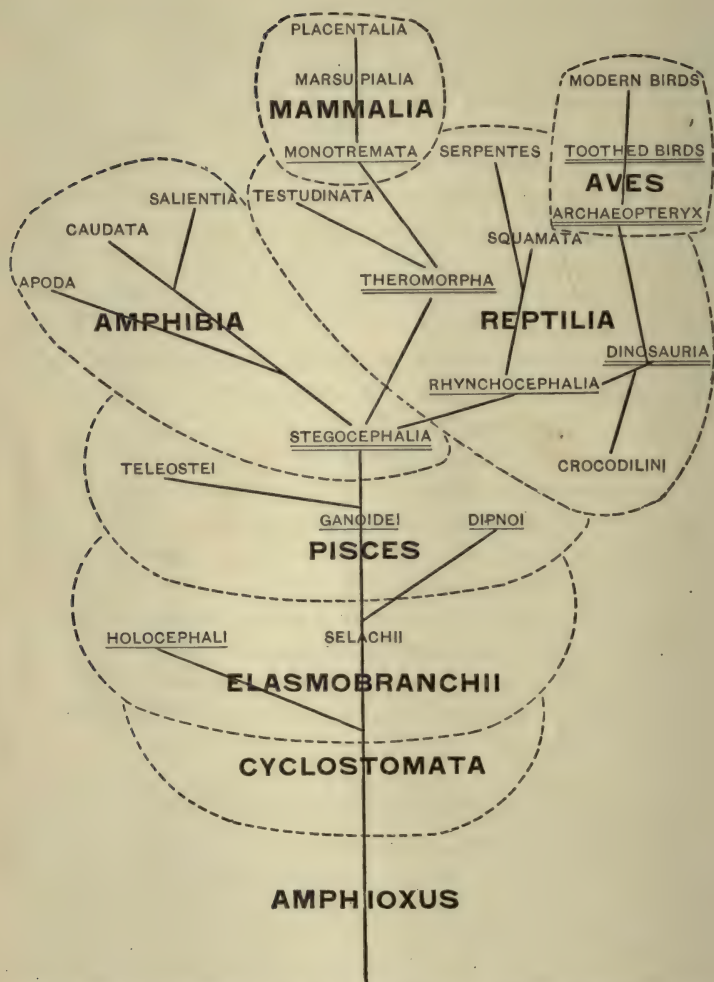 PLACENTALIA
MARSUPIALIA
MAMMALIA
MODERN BIRDS
MONOTREMATA
SERPENTES
TOOTHED BIRDS
AVES
SALIENTIA
TESTUDINATA
ARCHAEOPTERYX
CAUDATA
SQUAMATA
APODA
THEROMORPHA
AMPHIBIA
REPTILIA
DINOSAURIA
RHYNCHOCEPHALIA
STEGOCEPHALIA
TELEOSTEI
CROCODILINI
GANOIDEI
DIPNOI
PISCES
HOLOCEPHALI
SELACHII
ELASMOBRANCHII
CYCLOSTOMATA
AMPHIOXUS